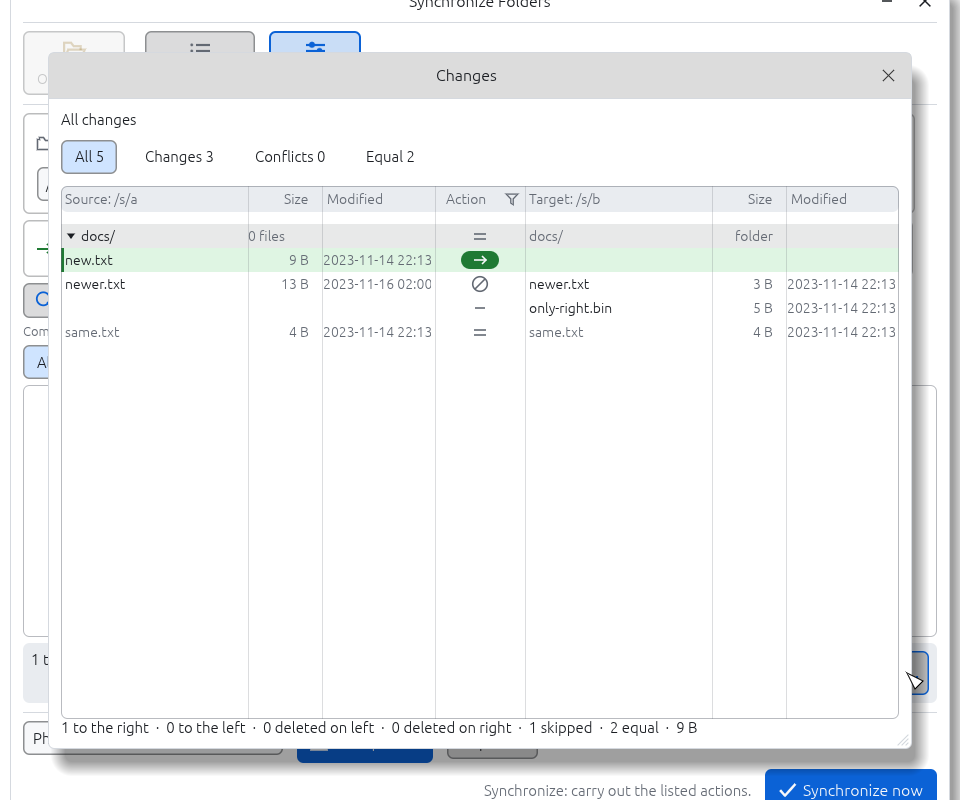 Synchronize Folders
Changes
All changes
All 5 Changes 3 Conflicts 0 Equal 2
Source: /s/a Size Modified Action Target: /s/b Size Modified
docs/ 0 files = docs/ folder
new.txt 9 B 2023-11-14 22:13 →
newer.txt 13 B 2023-11-16 02:00 newer.txt 3 B 2023-11-14 22:13
– only-right.bin 5 B 2023-11-14 22:13
same.txt 4 B 2023-11-14 22:13 = same.txt 4 B 2023-11-14 22:13
1 to the right · 0 to the left · 0 deleted on left · 0 deleted on right · 1 skipped · 2 equal · 9 B
Synchronize: carry out the listed actions. Synchronize now